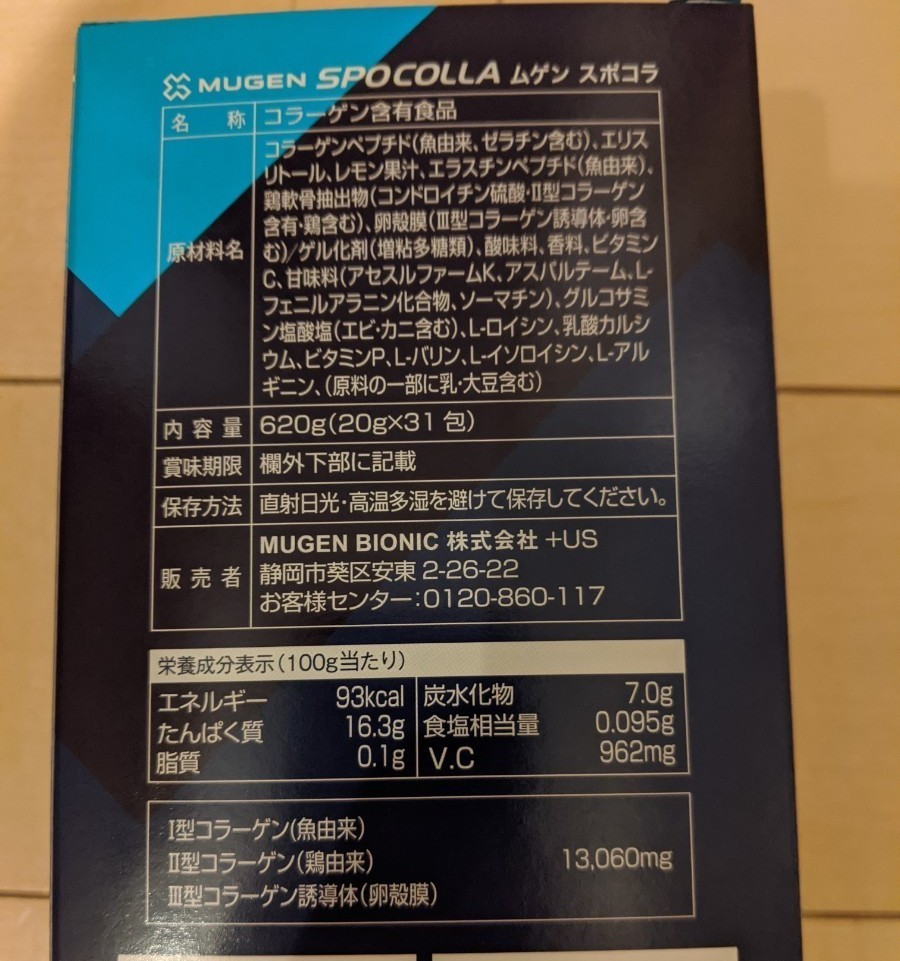 MUGEN SPOCOLLA ムゲン スポコラ
名 称 コラーゲン含有食品
原材料名
コラーゲンペプチド(魚由来、ゼラチン含む)、エリス
リトール、レモン果汁、エラスチンペプチド(魚由来)、
鶏軟骨抽出物(コンドロイチン硫酸・Ⅱ型コラーゲン
含有・鶏含む)、卵殻膜(Ⅲ型コラーゲン誘導体・卵含
む)/ゲル化剤(増粘多糖類)、酸味料、香料、ビタミン
C、甘味料(アセスルファームK、アスパルテーム、L-
フェニルアラニン化合物、ソーマチン)、グルコサミ
ン塩酸塩(エビ・カニ含む)、L-ロイシン、乳酸カルシ
ウム、ビタミンP、L-バリン、L-イソロイシン、L-アル
ギニン、(原料の一部に乳・大豆含む)
内 容 量 620g(20g×31包)
賞味期限 欄外下部に記載
保存方法 直射日光・高温多湿を避けて保存してください。
販 売 者
MUGEN BIONIC 株式会社 +US
静岡市葵区安東 2-26-22
お客様センター:0120-860-117
栄養成分表示(100g当たり)
エネルギー 93kcal 炭水化物 7.0g
たんぱく質 16.3g 食塩相当量 0.095g
脂質 0.1g V.C 962mg
Ⅰ型コラーゲン(魚由来)
Ⅱ型コラーゲン(鶏由来) 13,060mg
Ⅲ型コラーゲン誘導体(卵殻膜)